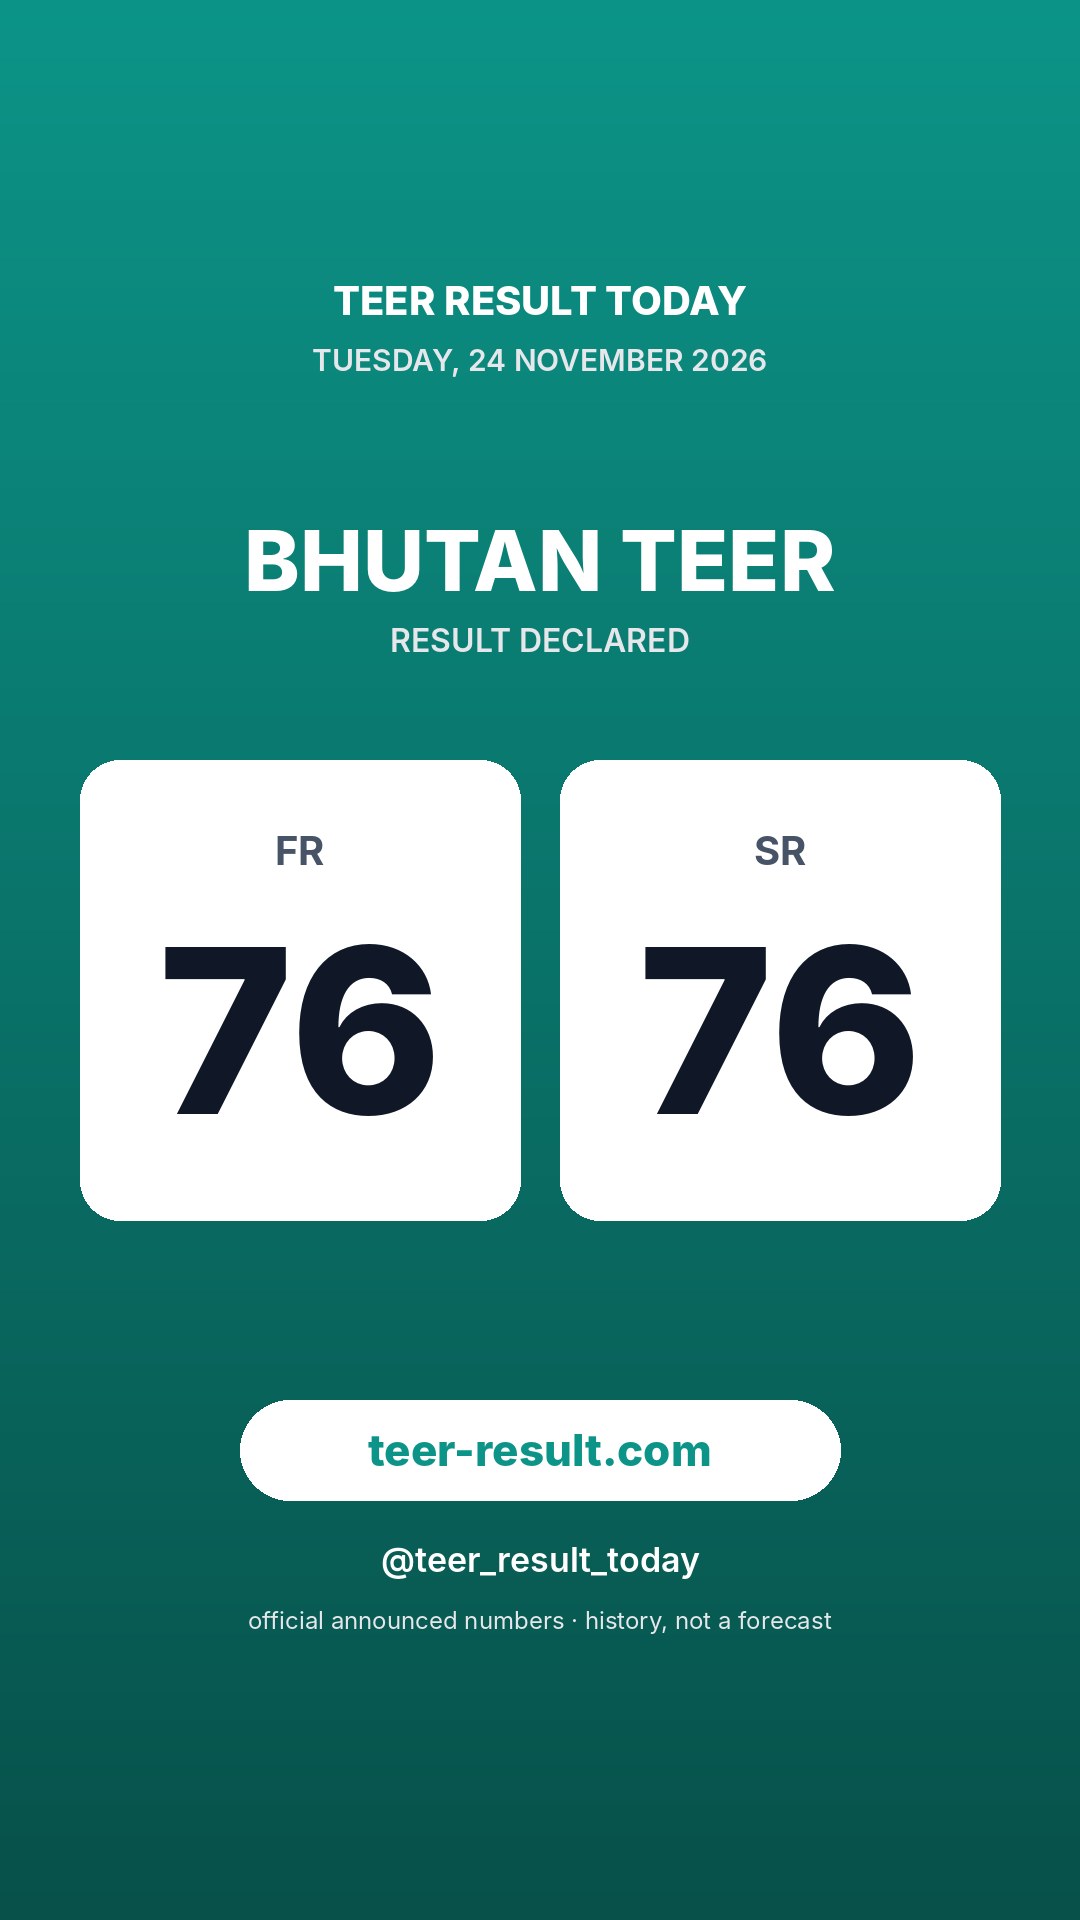 TEER RESULT TODAY
TUESDAY, 24 NOVEMBER 2026
BHUTAN TEER
RESULT DECLARED
FR
76
SR
76
teer-result.com
@teer_result_today
official announced numbers · history, not a forecast